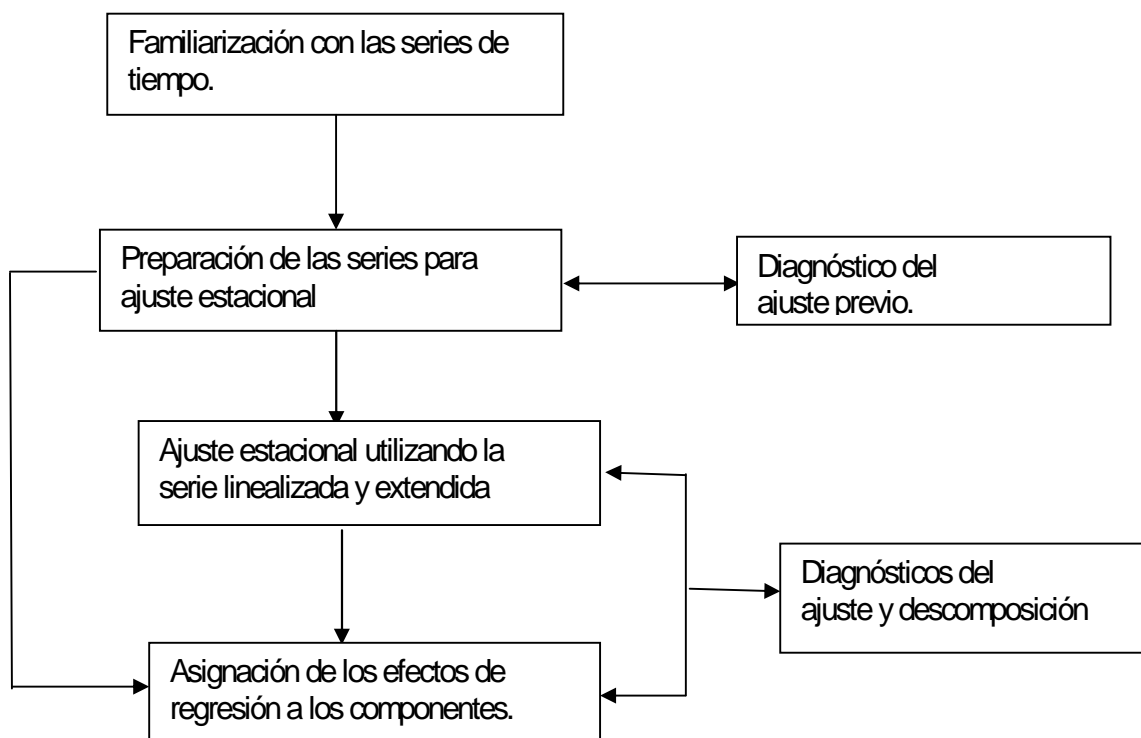 Familiarización con las series de
tiempo.
Preparación de las series para
ajuste estacional
Diagnóstico del
ajuste previo.
Ajuste estacional utilizando la
serie linealizada y extendida
Diagnósticos del
ajuste y descomposición
Asignación de los efectos de
regresión a los componentes.